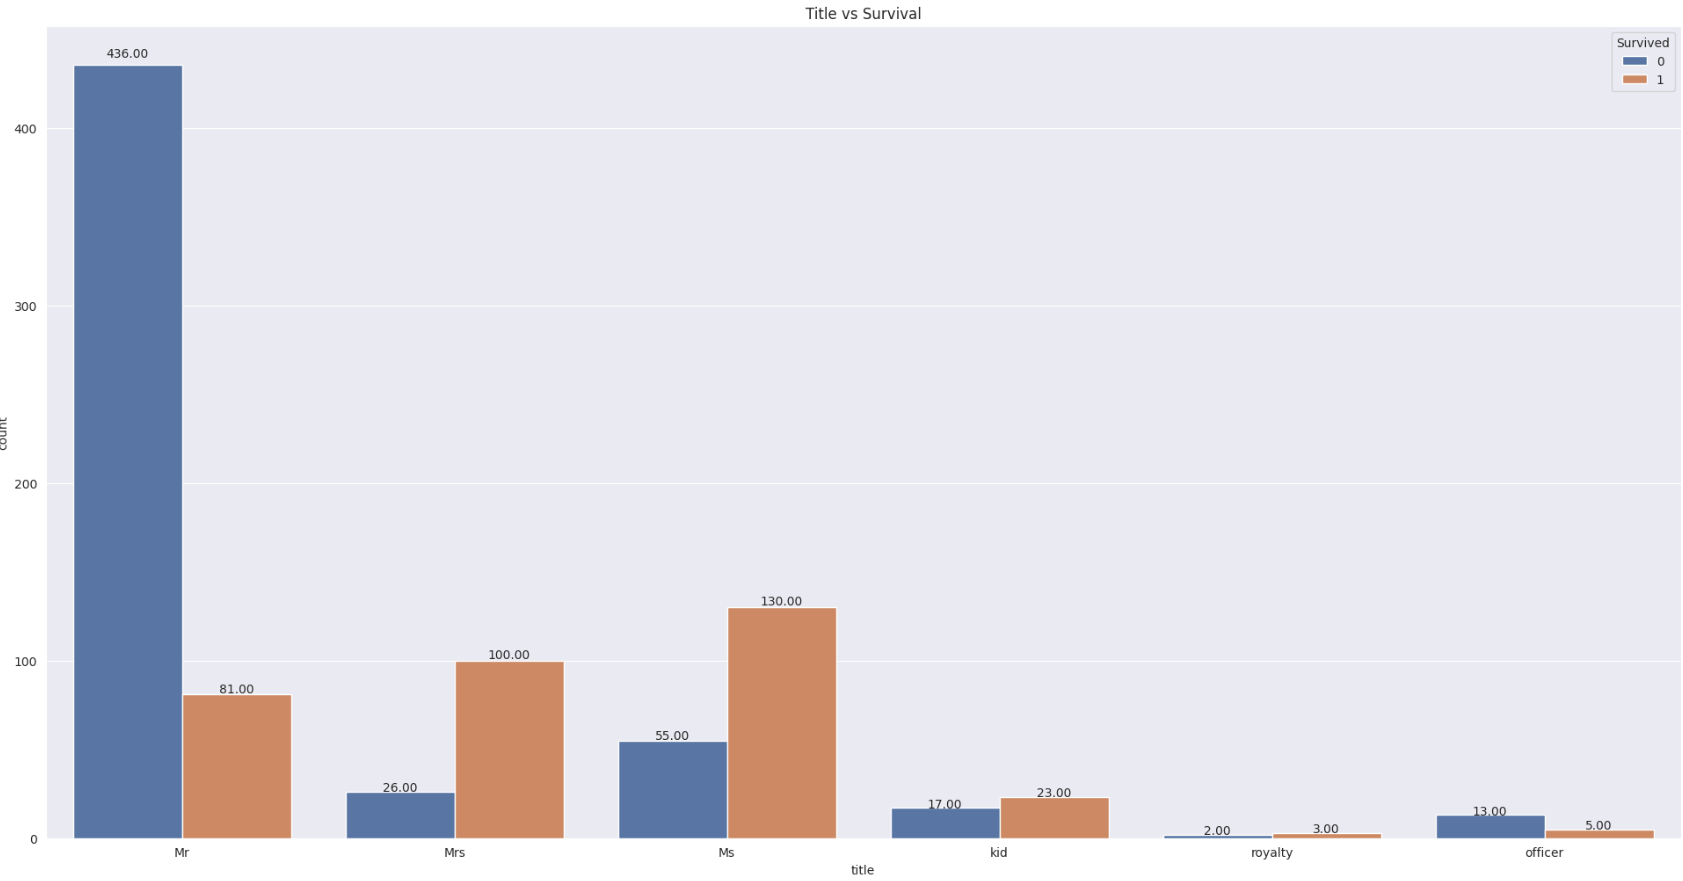 Title vs Survival
436.00
Survived
0
1
400
300
200
130.00
100.00
100
81.00
55.00
26.00
17.00
23.00
13.00
2.00
3.00
5.00
0
count
Mr
Mrs
Ms
kid
royalty
officer
title